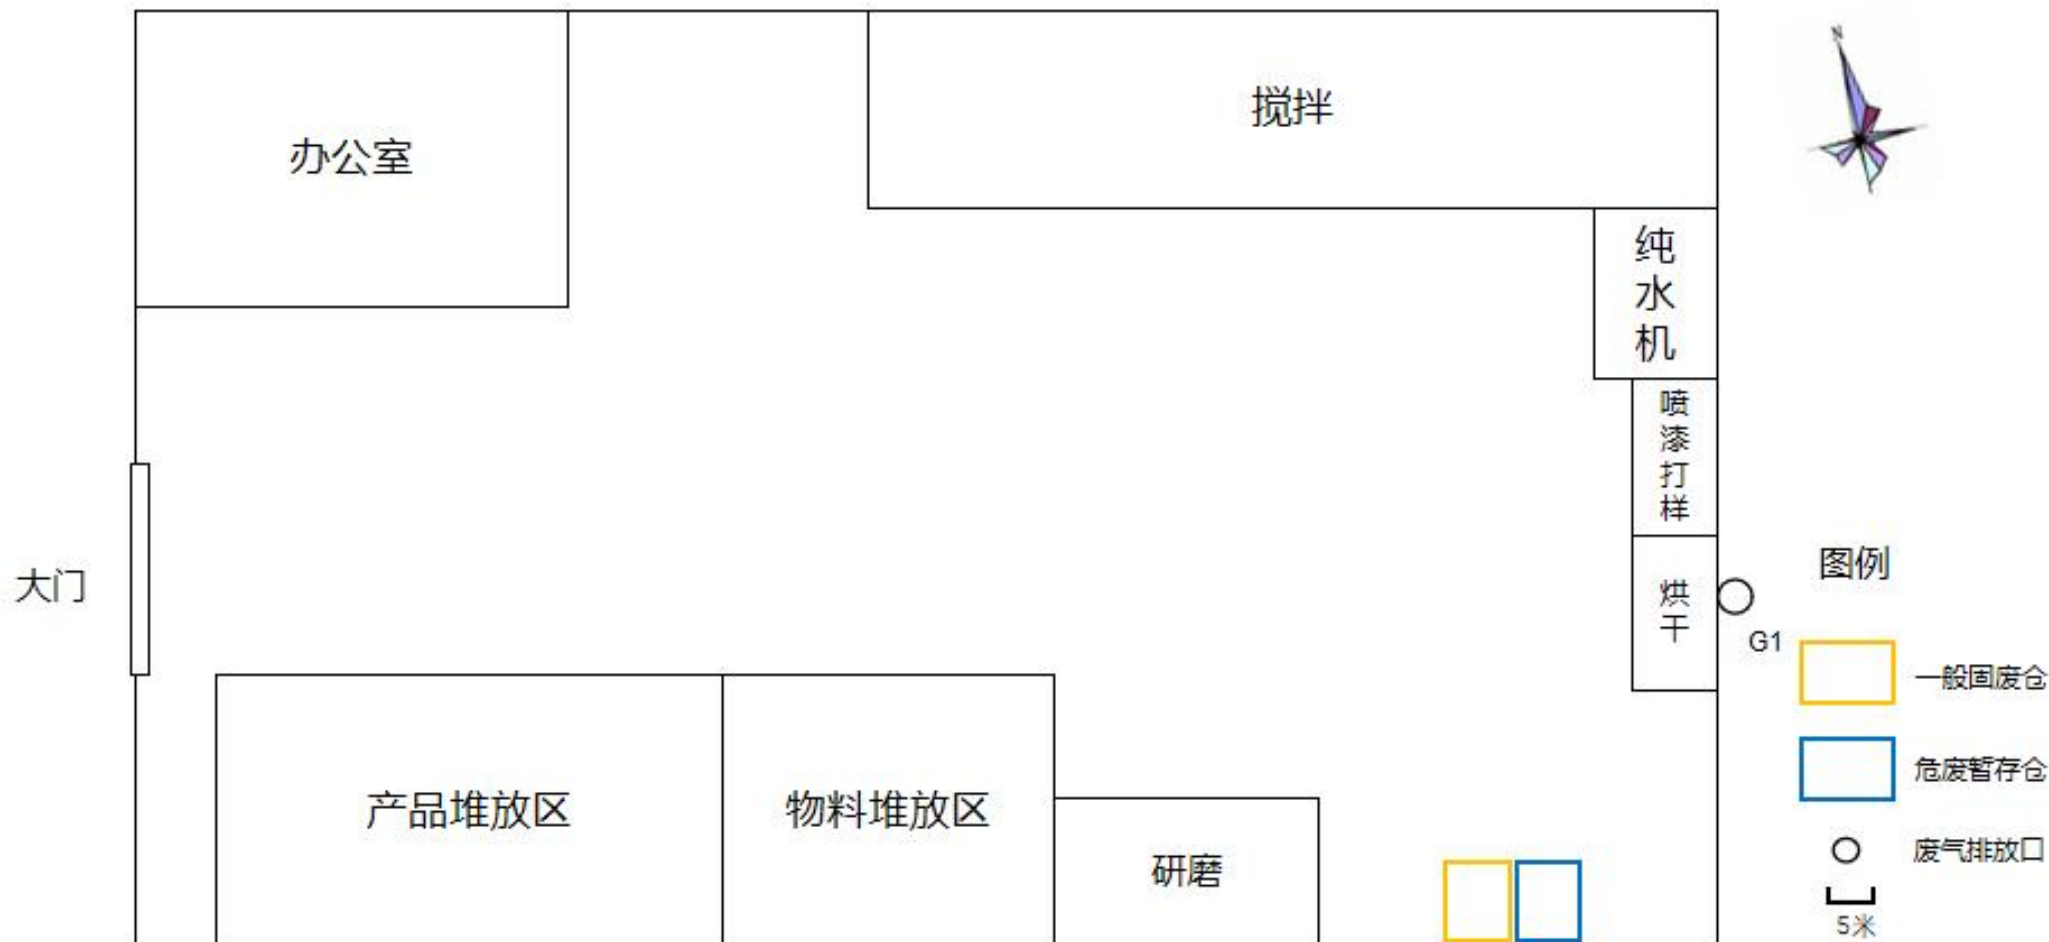 N
办公室
搅拌
纯水机
喷漆打样
烘干
G1
大门
产品堆放区
物料堆放区
研磨
图例
一般固废仓
危废暂存仓
废气排放口
5米